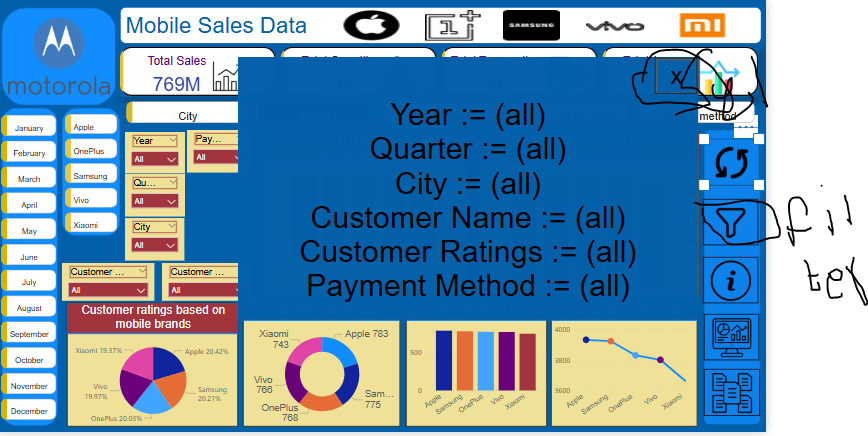 Mobile Sales Data
SAMSUNG
vivo
mi
motorola
Total Sales
769M
X
method
City
January
February
March
April
May
June
July
August
September
October
November
December
Apple
OnePlus
Samsung
Vivo
Xiaomi
Year
All
Pay...
All
Qu...
All
City
All
Customer ...
All
Customer ...
All
Year := (all)
Quarter := (all)
City := (all)
Customer Name := (all)
Customer Ratings := (all)
Payment Method := (all)
fil
tex
Customer ratings based on
mobile brands
Xiaomi 19.37%
Apple 20.42%
Vivo
19.97%
Samsung
20.21%
OnePlus 20.03%
Xiaomi
743
Apple 783
Vivo
766
Sam...
775
OnePlus
768
500
0
Apple
Samsung
OnePlus
Vivo
Xiaomi
4000
3800
3600
Apple
Samsung
OnePlus
Vivo
Xiaomi